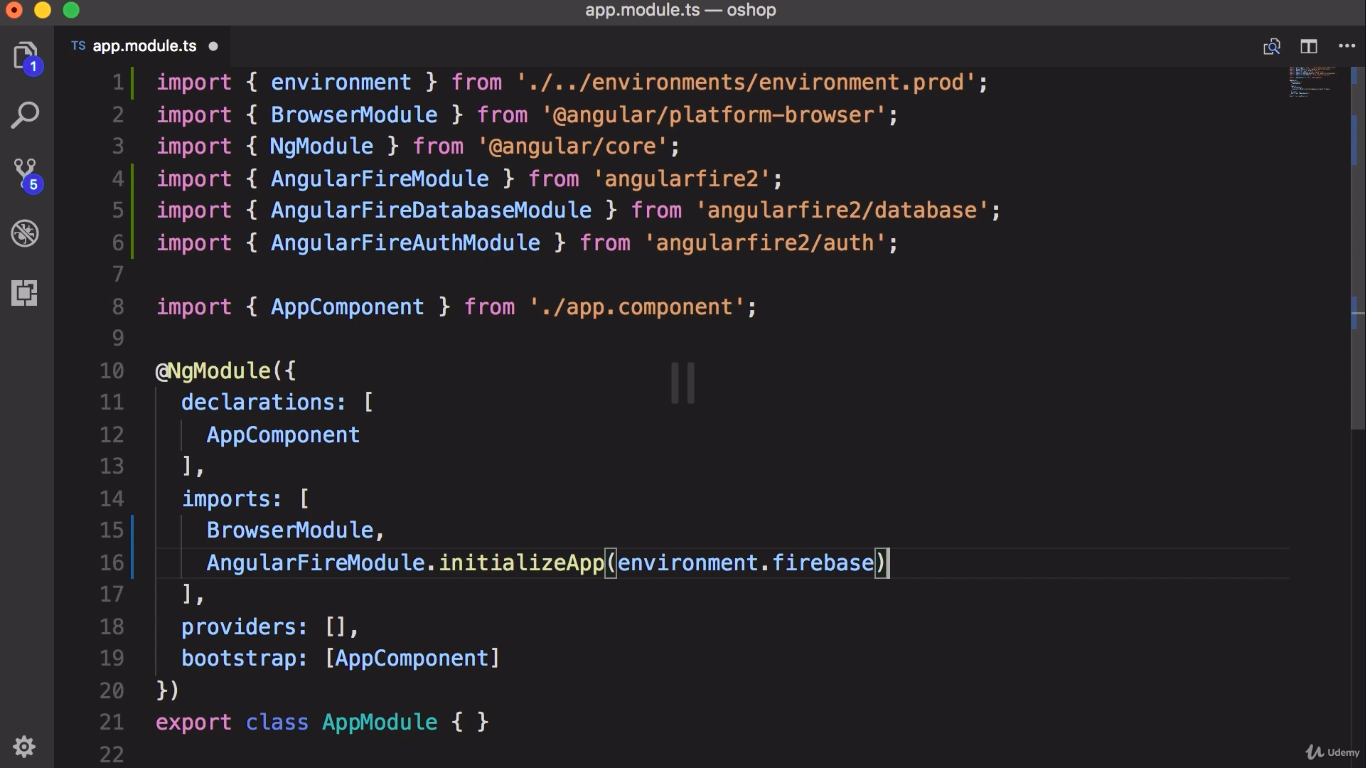 app.module.ts — oshop
TS app.module.ts
1 import { environment } from './../environments/environment.prod';
2 import { BrowserModule } from '@angular/platform-browser';
3 import { NgModule } from '@angular/core';
4 import { AngularFireModule } from 'angularfire2';
5 import { AngularFireDatabaseModule } from 'angularfire2/database';
6 import { AngularFireAuthModule } from 'angularfire2/auth';
7
8 import { AppComponent } from './app.component';
9
10 @NgModule({
11 declarations: [
12 AppComponent
13 ],
14 imports: [
15 BrowserModule,
16 AngularFireModule.initializeApp(environment.firebase)
17 ],
18 providers: [],
19 bootstrap: [AppComponent]
20 })
21 export class AppModule { }
22
1
5
Udemy